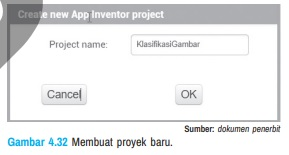 Create new App Inventor project
Project name:
KlasifikasiGambar
Cancel
OK
Sumber: dokumen penerbit
Gambar 4.32 Membuat proyek baru.